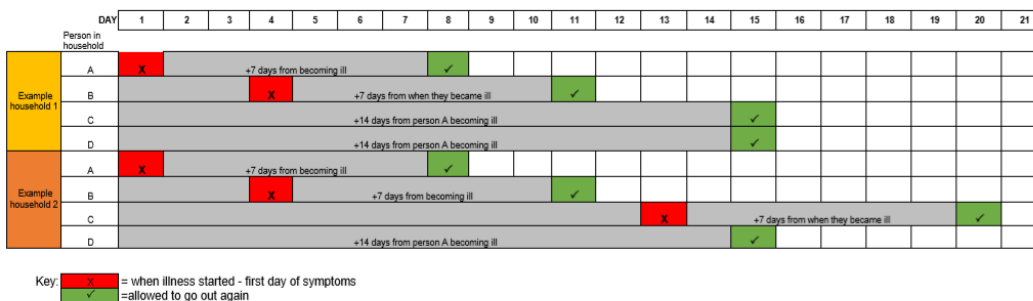 DAY 1 2 3 4 5 6 7 8 9 10 11 12 13 14 15 16 17 18 19 20 21
Person in
household
Example
household 1
A X +7 days from becoming ill ✓
B X +7 days from when they became ill ✓
C +14 days from person A becoming ill ✓
D +14 days from person A becoming ill ✓
Example
household 2
A X +7 days from becoming ill ✓
B X +7 days from becoming ill ✓
C X +7 days from when they became ill ✓
D +14 days from person A becoming ill ✓
Key: X = when illness started - first day of symptoms
✓ =allowed to go out again